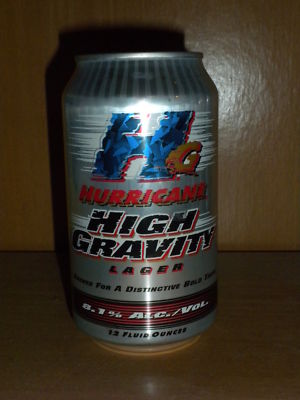 HG
HURRICANE
HIGH
GRAVITY
LAGER
BREWED FOR A DISTINCTIVE BOLD TASTE
8.1% ALC./VOL.
12 FLUID OUNCES